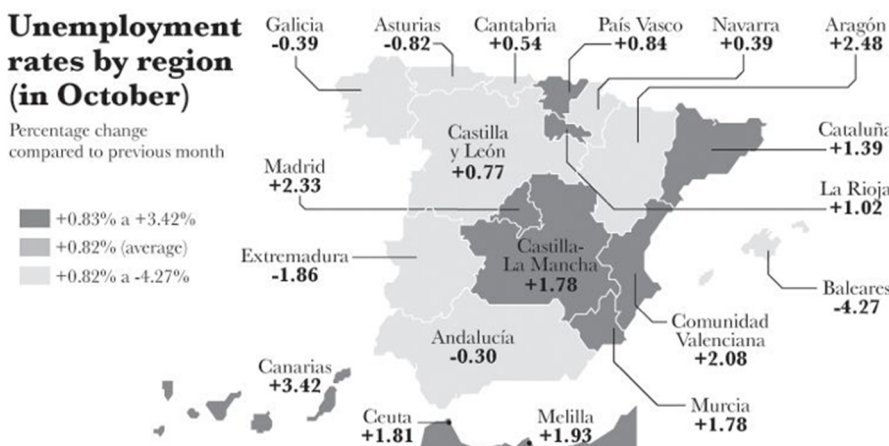 Unemployment
rates by region
(in October)
Percentage change
compared to previous month
+0.83% a +3.42%
+0.82% (average)
+0.82% a -4.27%
Galicia
-0.39
Asturias
-0.82
Cantabria
+0.54
País Vasco
+0.84
Navarra
+0.39
Aragón
+2.48
Cataluña
+1.39
La Rioja
+1.02
Castilla
y León
+0.77
Madrid
+2.33
Extremadura
-1.86
Castilla-
La Mancha
+1.78
Baleares
-4.27
Comunidad
Valenciana
+2.08
Andalucía
-0.30
Canarias
+3.42
Murcia
+1.78
Ceuta
+1.81
Melilla
+1.93